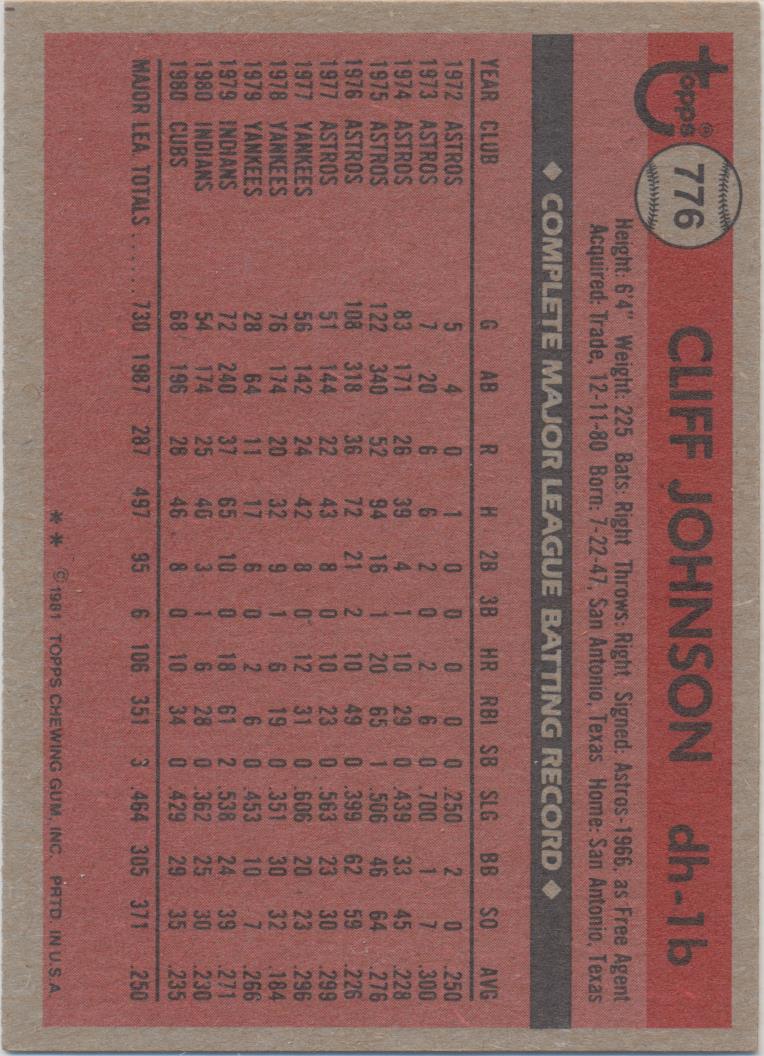 topps®
776 CLIFF JOHNSON dh-1b
Height: 6'4" Weight: 225 Bats: Right Throws: Right Signed: Astros-1966, as Free Agent
Acquired: Trade, 12-11-80 Born: 7-22-47, San Antonio, Texas Home: San Antonio, Texas
◆ COMPLETE MAJOR LEAGUE BATTING RECORD ◆
YEAR CLUB G AB R H 2B 3B HR RBI SB SLG BB SO AVG
1972 ASTROS 5 4 0 1 0 0 0 0 0 .250 2 0 .250
1973 ASTROS 7 20 6 6 2 0 2 6 0 .700 1 7 .300
1974 ASTROS 83 171 26 39 4 1 10 29 0 .439 33 45 .228
1975 ASTROS 122 340 52 94 16 1 20 65 1 .506 46 64 .276
1976 ASTROS 108 318 36 72 21 2 10 49 0 .399 62 59 .226
1977 ASTROS 51 144 22 43 8 0 10 23 0 .563 23 30 .299
1977 YANKEES 56 142 24 42 8 0 12 31 0 .606 20 23 .296
1978 YANKEES 76 174 20 32 9 1 6 19 0 .351 30 32 .184
1979 YANKEES 28 64 11 17 6 0 2 6 0 .453 10 7 .266
1979 INDIANS 72 240 37 65 10 0 18 61 2 .538 24 39 .271
1980 INDIANS 54 174 25 40 3 1 6 28 0 .362 25 30 .230
1980 CUBS 68 196 28 46 8 0 10 34 0 .429 29 35 .235
MAJOR LEA. TOTALS ...... 730 1987 287 497 95 6 106 351 3 .464 305 371 .250
** ©1981 TOPPS CHEWING GUM, INC. PRTD. IN U.S.A.